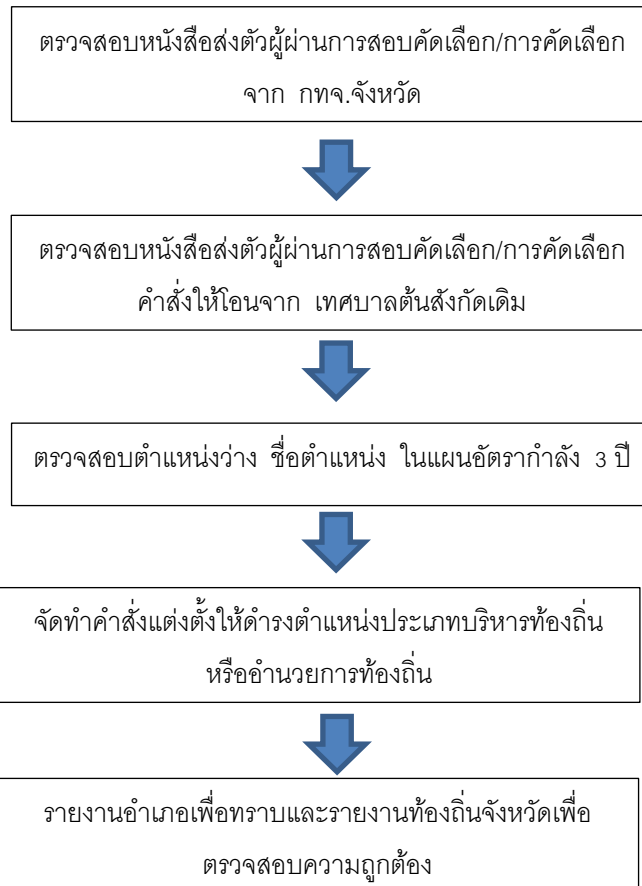 ตรวจสอบหนังสือส่งตัวผู้ผ่านการสอบคัดเลือก/การคัดเลือก
จาก กทจ.จังหวัด
ตรวจสอบหนังสือส่งตัวผู้ผ่านการสอบคัดเลือก/การคัดเลือก
คำสั่งให้โอนจาก เทศบาลต้นสังกัดเดิม
ตรวจสอบตำแหน่งว่าง ชื่อตำแหน่ง ในแผนอัตรากำลัง 3 ปี
จัดทำคำสั่งแต่งตั้งให้ดำรงตำแหน่งประเภทบริหารท้องถิ่น
หรืออำนวยการท้องถิ่น
รายงานอำเภอเพื่อทราบและรายงานท้องถิ่นจังหวัดเพื่อ
ตรวจสอบความถูกต้อง